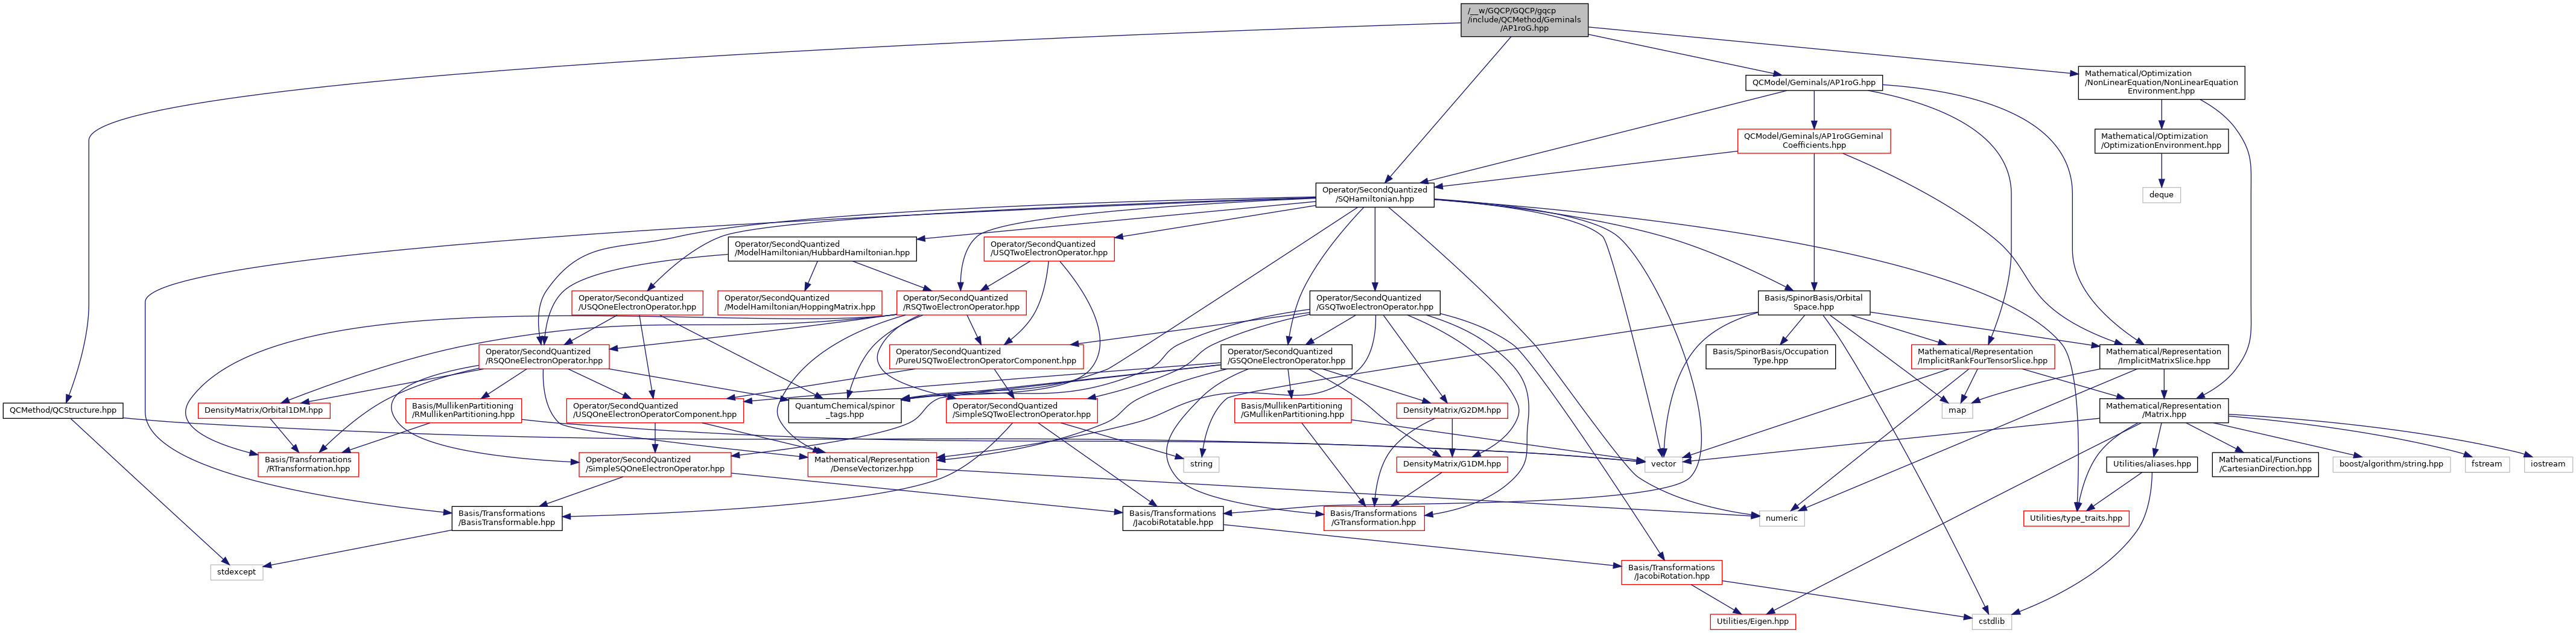 /__w/GQCP/GQCP/gqcp
/include/QCMethod/Geminals
/AP1roG.hpp
QCModel/Geminals/AP1roG.hpp
Mathematical/Optimization
/NonLinearEquation/NonLinearEquation
Environment.hpp
QCModel/Geminals/AP1roGGeminal
Coefficients.hpp
Mathematical/Optimization
/OptimizationEnvironment.hpp
Operator/SecondQuantized
/SQHamiltonian.hpp
deque
Operator/SecondQuantized
/ModelHamiltonian/HubbardHamiltonian.hpp
Operator/SecondQuantized
/USQTwoElectronOperator.hpp
Operator/SecondQuantized
/USQOneElectronOperator.hpp
Operator/SecondQuantized
/ModelHamiltonian/HoppingMatrix.hpp
Operator/SecondQuantized
/RSQTwoElectronOperator.hpp
Operator/SecondQuantized
/GSQTwoElectronOperator.hpp
Basis/SpinorBasis/Orbital
Space.hpp
Operator/SecondQuantized
/RSQOneElectronOperator.hpp
Operator/SecondQuantized
/PureUSQTwoElectronOperatorComponent.hpp
Operator/SecondQuantized
/GSQOneElectronOperator.hpp
Basis/SpinorBasis/Occupation
Type.hpp
Mathematical/Representation
/ImplicitRankFourTensorSlice.hpp
Mathematical/Representation
/ImplicitMatrixSlice.hpp
QCMethod/QCStructure.hpp
DensityMatrix/Orbital1DM.hpp
Basis/MullikenPartitioning
/RMullikenPartitioning.hpp
Operator/SecondQuantized
/USQOneElectronOperatorComponent.hpp
QuantumChemical/spinor
_tags.hpp
Operator/SecondQuantized
/SimpleSQTwoElectronOperator.hpp
Basis/MullikenPartitioning
/GMullikenPartitioning.hpp
DensityMatrix/G2DM.hpp
map
Mathematical/Representation
/Matrix.hpp
Basis/Transformations
/RTransformation.hpp
Operator/SecondQuantized
/SimpleSQOneElectronOperator.hpp
Mathematical/Representation
/DenseVectorizer.hpp
string
DensityMatrix/G1DM.hpp
vector
Utilities/aliases.hpp
Mathematical/Functions
/CartesianDirection.hpp
boost/algorithm/string.hpp
fstream
iostream
Basis/Transformations
/BasisTransformable.hpp
Basis/Transformations
/JacobiRotatable.hpp
Basis/Transformations
/GTransformation.hpp
numeric
Utilities/type_traits.hpp
stdexcept
Basis/Transformations
/JacobiRotation.hpp
Utilities/Eigen.hpp
cstdlib